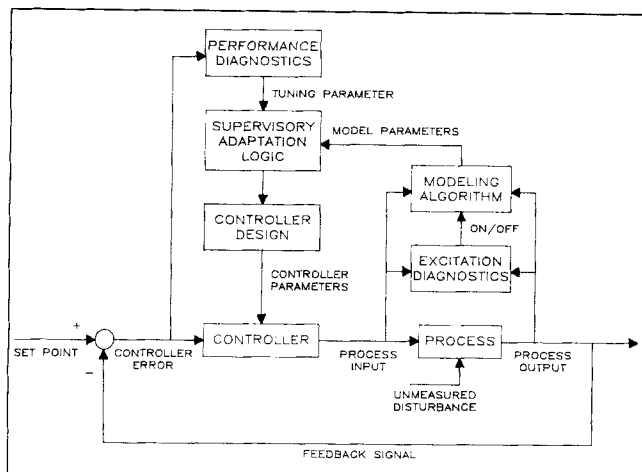 PERFORMANCE
DIAGNOSTICS
TUNING PARAMETER
SUPERVISORY
ADAPTATION
LOGIC
MODEL PARAMETERS
MODELING
ALGORITHM
CONTROLLER
DESIGN
ON/OFF
EXCITATION
DIAGNOSTICS
CONTROLLER
PARAMETERS
+
SET POINT
−
CONTROLLER
ERROR
CONTROLLER
PROCESS
INPUT
PROCESS
PROCESS
OUTPUT
UNMEASURED
DISTURBANCE
FEEDBACK SIGNAL